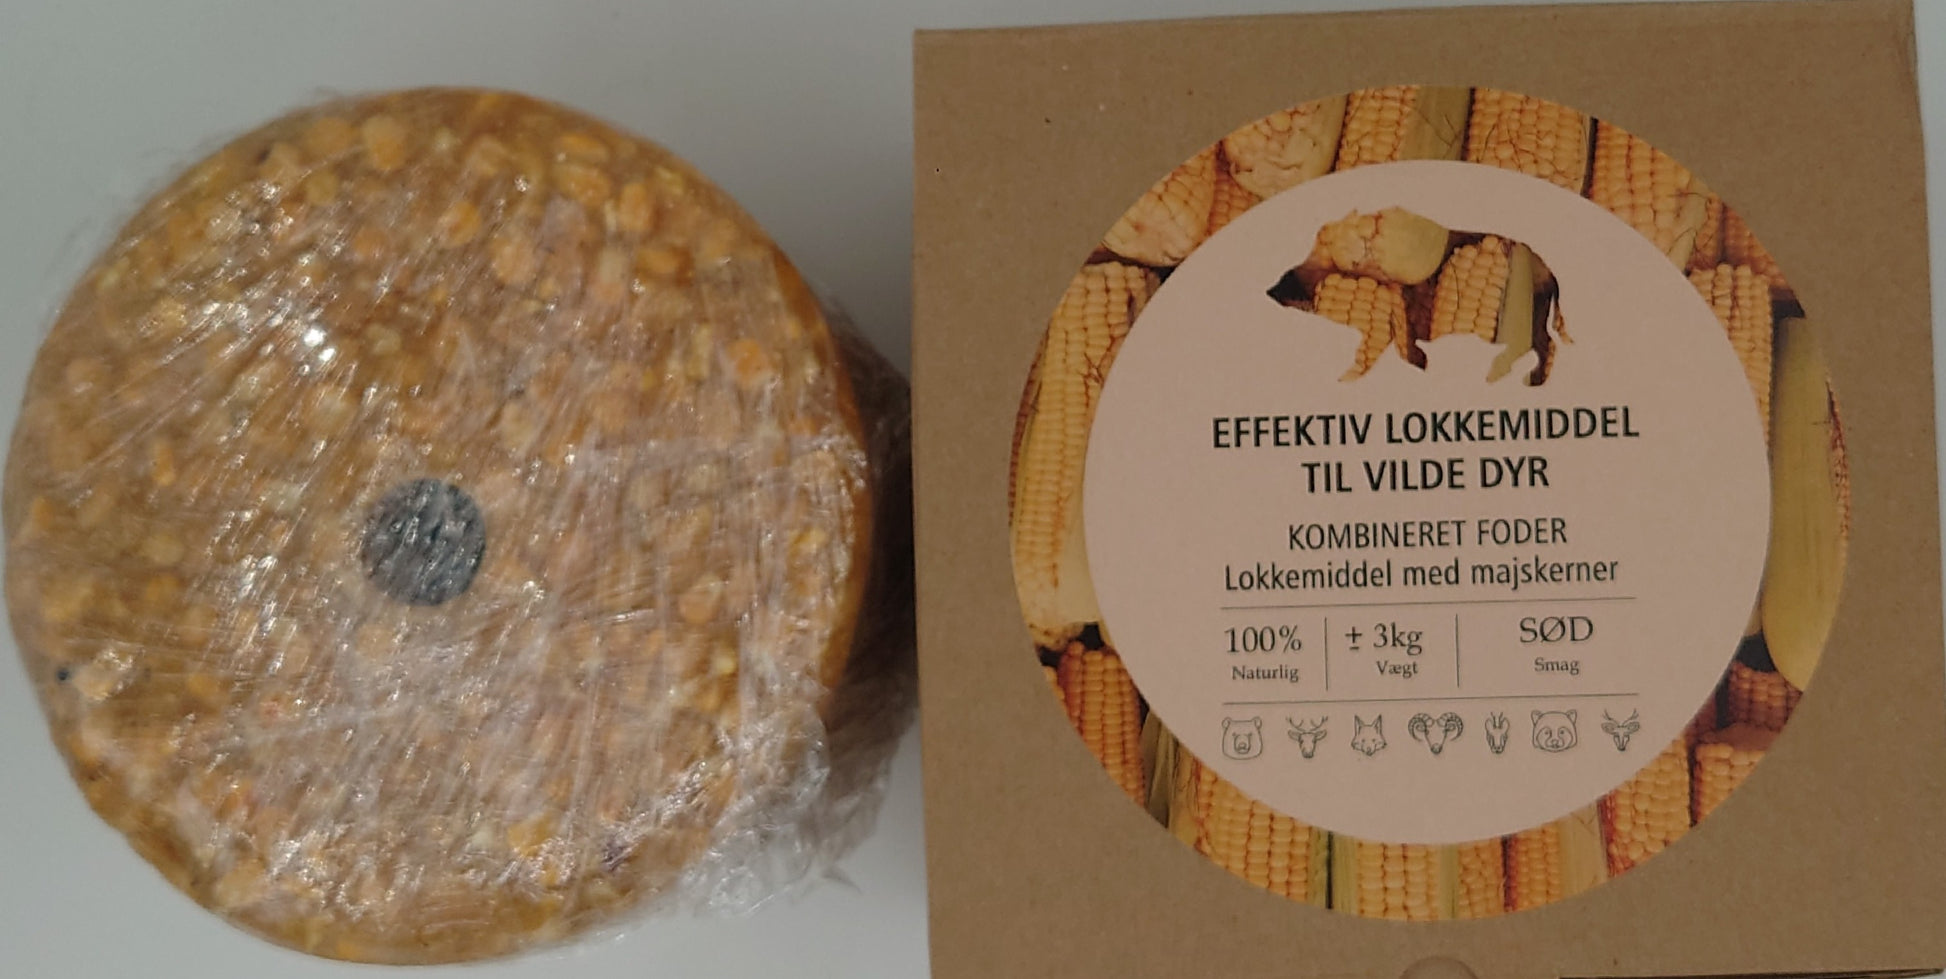 EFFEKTIV LOKKEMIDDEL
TIL VILDE DYR
KOMBINERET FODER
Lokkemiddel med majskerner
100%
Naturlig
± 3kg
Vægt
SØD
Smag